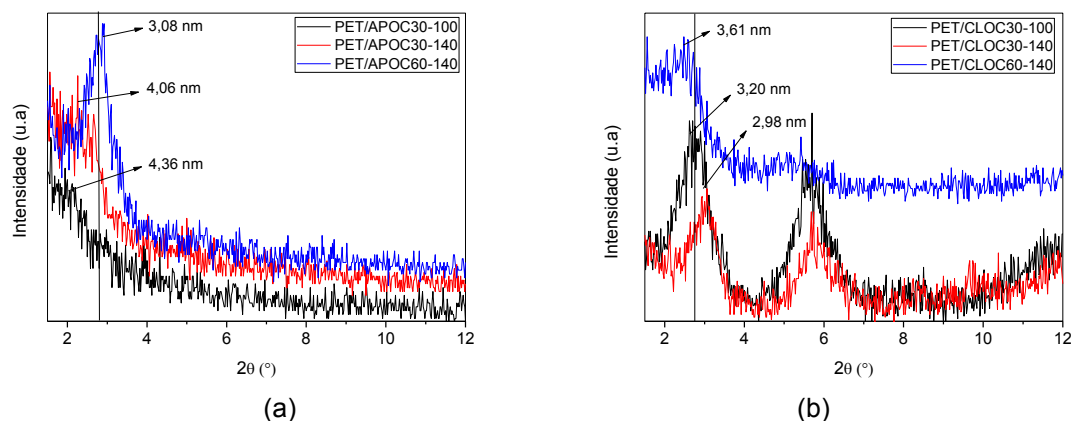 PET/APOC30-100
PET/APOC30-140
PET/APOC60-140
3,08 nm
4,06 nm
4,36 nm
Intensidade (u.a)
2 4 6 8 10 12
2θ (°)
(a)
PET/CLOC30-100
PET/CLOC30-140
PET/CLOC60-140
3,61 nm
3,20 nm
2,98 nm
Intensidade (u.a)
2 4 6 8 10 12
2θ (°)
(b)